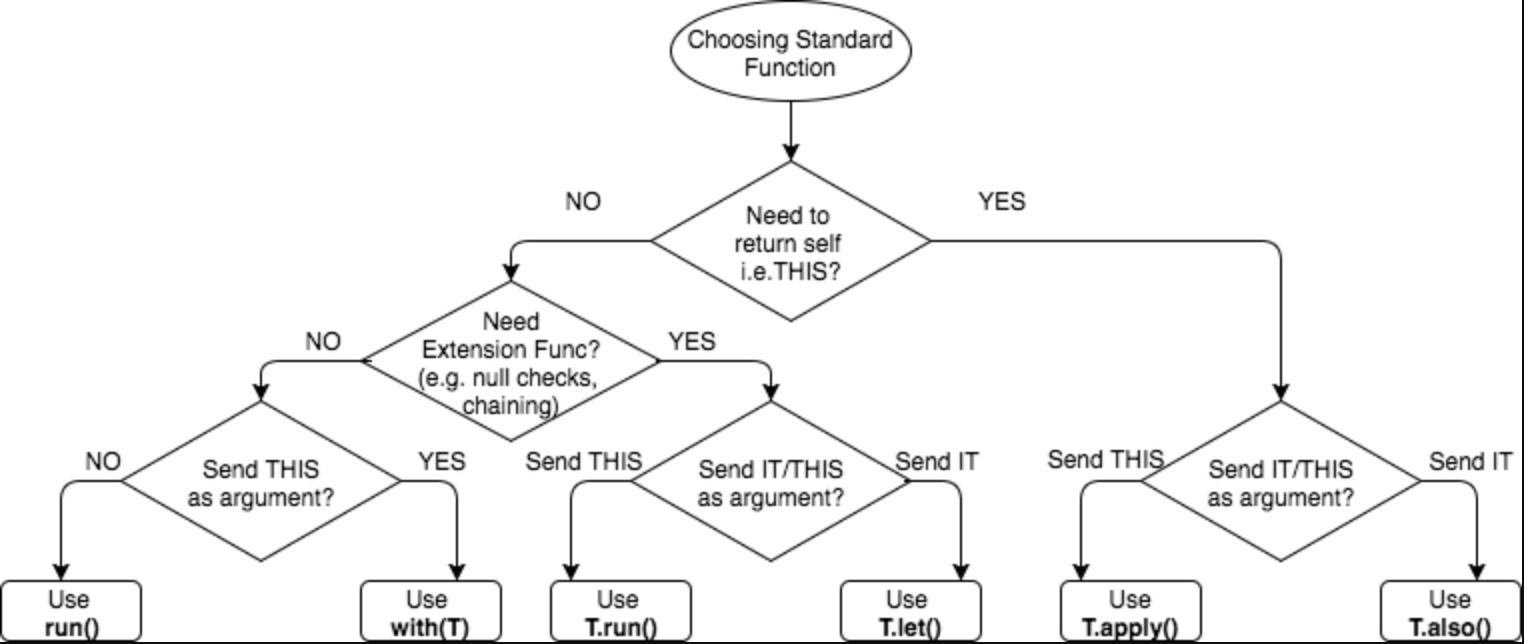 Choosing Standard
Function
NO
YES
Need to
return self
i.e.THIS?
NO
YES
Need
Extension Func?
(e.g. null checks,
chaining)
NO
YES
Send THIS
as argument?
Send THIS
Send IT
Send IT/THIS
as argument?
Send THIS
Send IT
Send IT/THIS
as argument?
Use
run()
Use
with(T)
Use
T.run()
Use
T.let()
Use
T.apply()
Use
T.also()